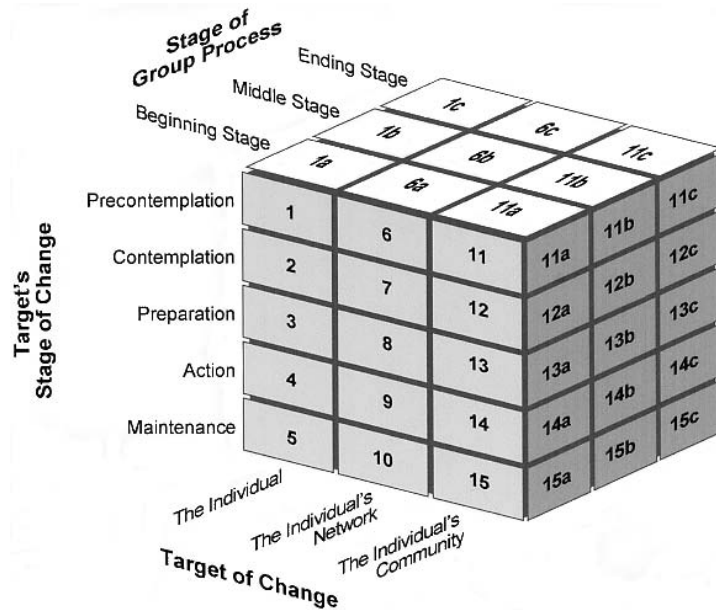 Stage of
Group Process
Ending Stage
Middle Stage
Beginning Stage
1c
6c
11c
1b
6b
11b
1a
6a
11a
Target's
Stage of Change
Precontemplation
Contemplation
Preparation
Action
Maintenance
1 6 11 11a 11b 11c
2 7 12 12a 12b 12c
3 8 13 13a 13b 13c
4 9 14 14a 14b 14c
5 10 15 15a 15b 15c
The Individual
The Individual's
Network
The Individual's
Community
Target of Change